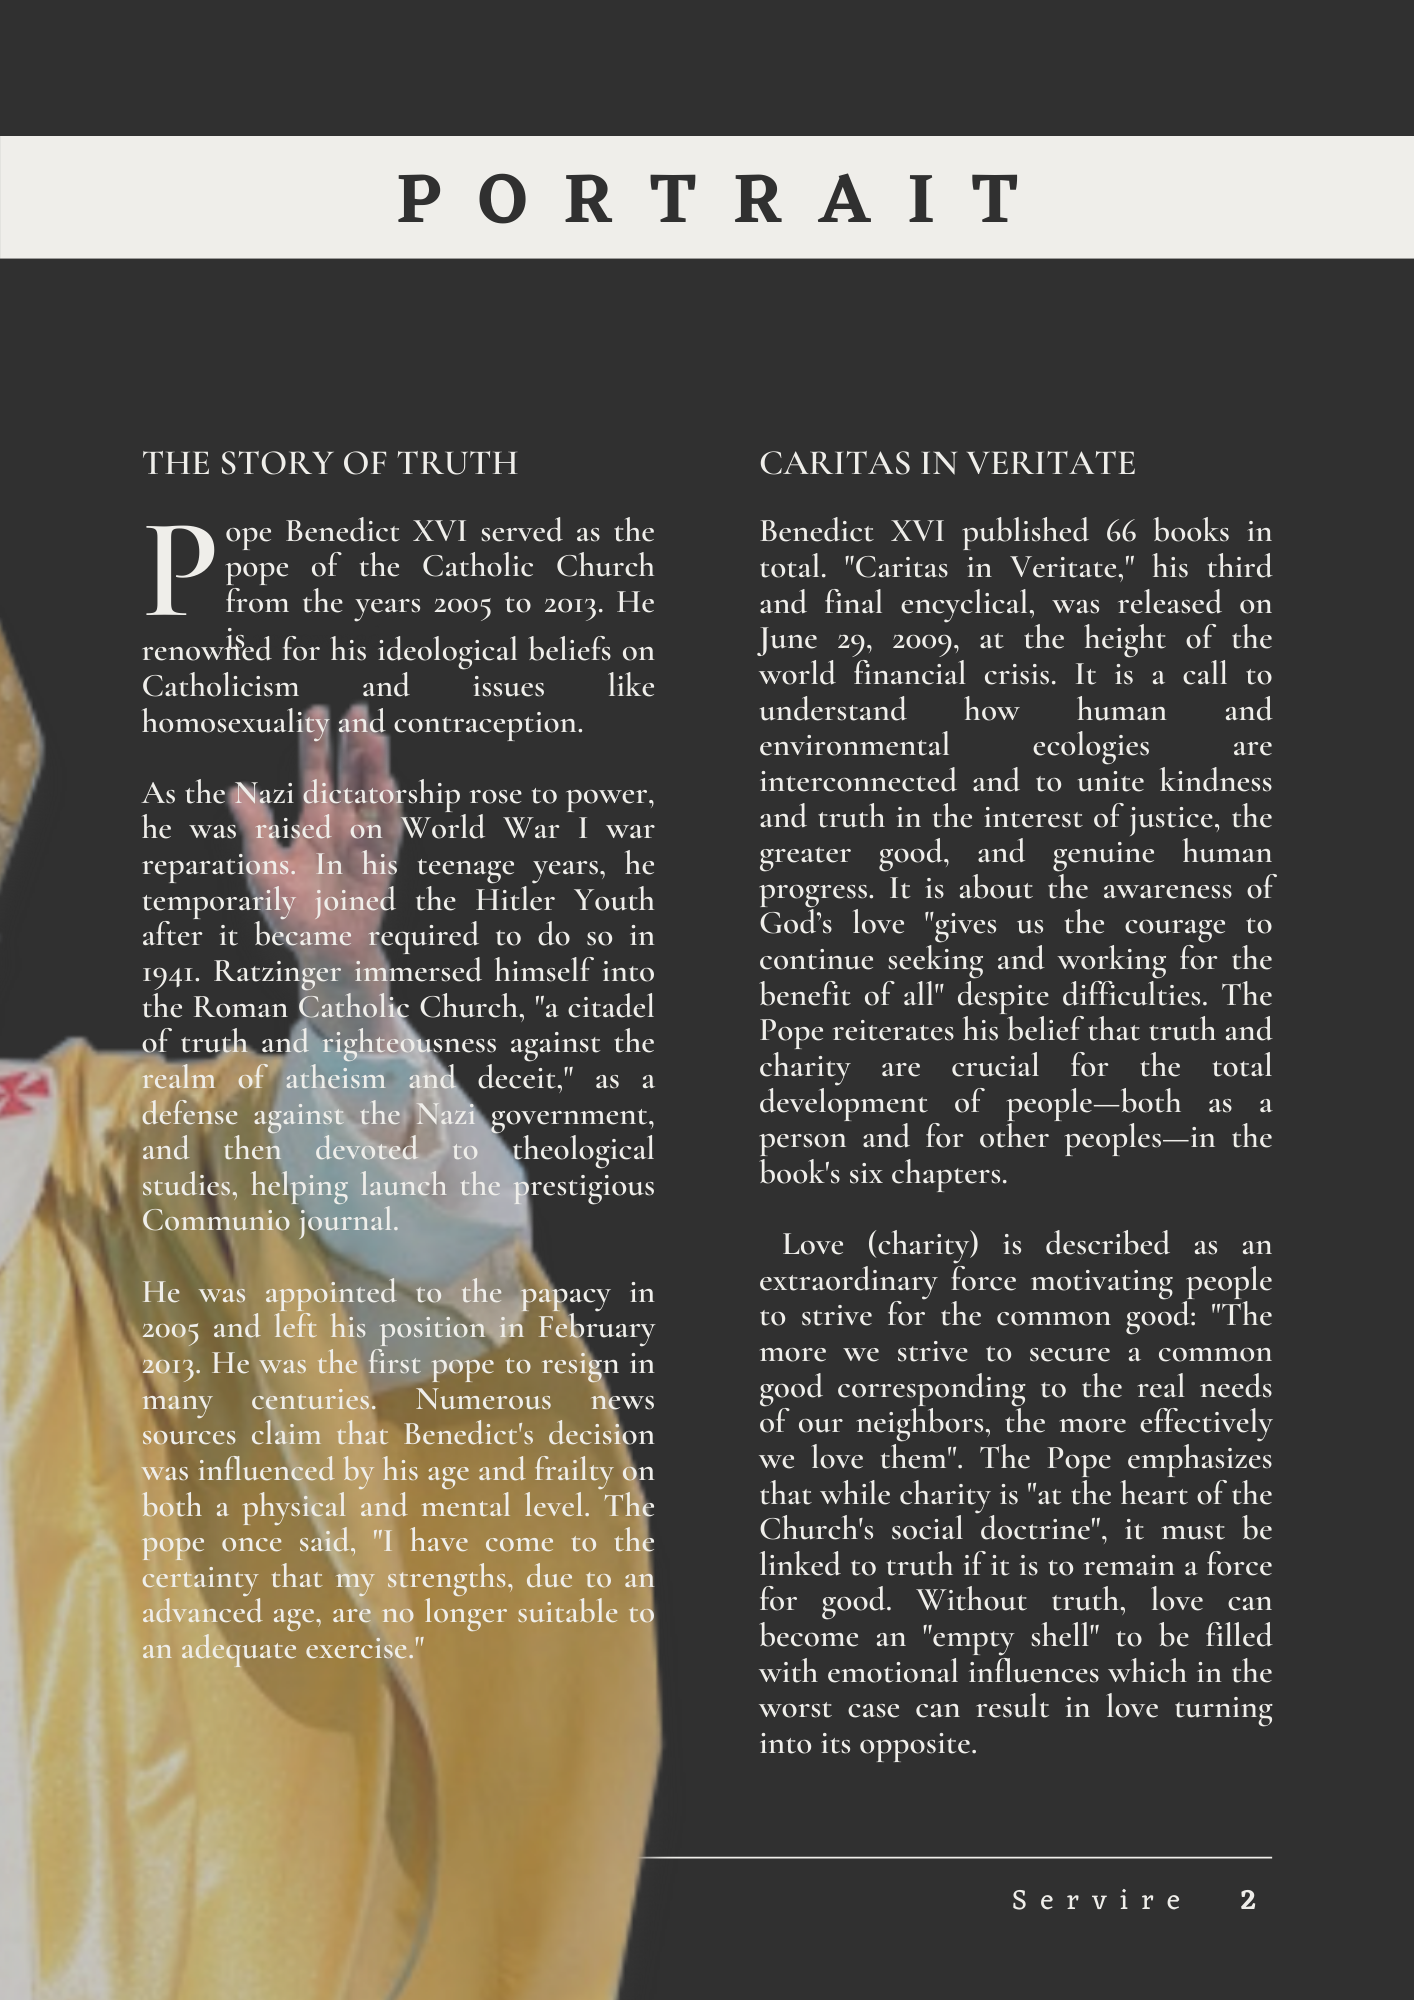 PORTRAIT
THE STORY OF TRUTH
Pope Benedict XVI served as the
pope of the Catholic Church
from the years 2005 to 2013. He
is
renowned for his ideological beliefs on
Catholicism and issues like
homosexuality and contraception.
As the Nazi dictatorship rose to power,
he was raised on World War I war
reparations. In his teenage years, he
temporarily joined the Hitler Youth
after it became required to do so in
1941. Ratzinger immersed himself into
the Roman Catholic Church, "a citadel
of truth and righteousness against the
realm of atheism and deceit," as a
defense against the Nazi government,
and then devoted to theological
studies, helping launch the prestigious
Communio journal.
He was appointed to the papacy in
2005 and left his position in February
2013. He was the first pope to resign in
many centuries. Numerous news
sources claim that Benedict's decision
was influenced by his age and frailty on
both a physical and mental level. The
pope once said, "I have come to the
certainty that my strengths, due to an
advanced age, are no longer suitable to
an adequate exercise."
CARITAS IN VERITATE
Benedict XVI published 66 books in
total. "Caritas in Veritate," his third
and final encyclical, was released on
June 29, 2009, at the height of the
world financial crisis. It is a call to
understand how human and
environmental ecologies are
interconnected and to unite kindness
and truth in the interest of justice, the
greater good, and genuine human
progress. It is about the awareness of
God’s love "gives us the courage to
continue seeking and working for the
benefit of all" despite difficulties. The
Pope reiterates his belief that truth and
charity are crucial for the total
development of people—both as a
person and for other peoples—in the
book's six chapters.
Love (charity) is described as an
extraordinary force motivating people
to strive for the common good: "The
more we strive to secure a common
good corresponding to the real needs
of our neighbors, the more effectively
we love them". The Pope emphasizes
that while charity is "at the heart of the
Church's social doctrine", it must be
linked to truth if it is to remain a force
for good. Without truth, love can
become an "empty shell" to be filled
with emotional influences which in the
worst case can result in love turning
into its opposite.
Servire 2